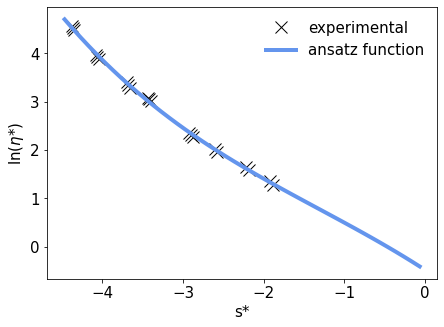 experimental
ansatz function
ln(η*)
4
3
2
1
0
−4
−3
−2
−1
0
s*